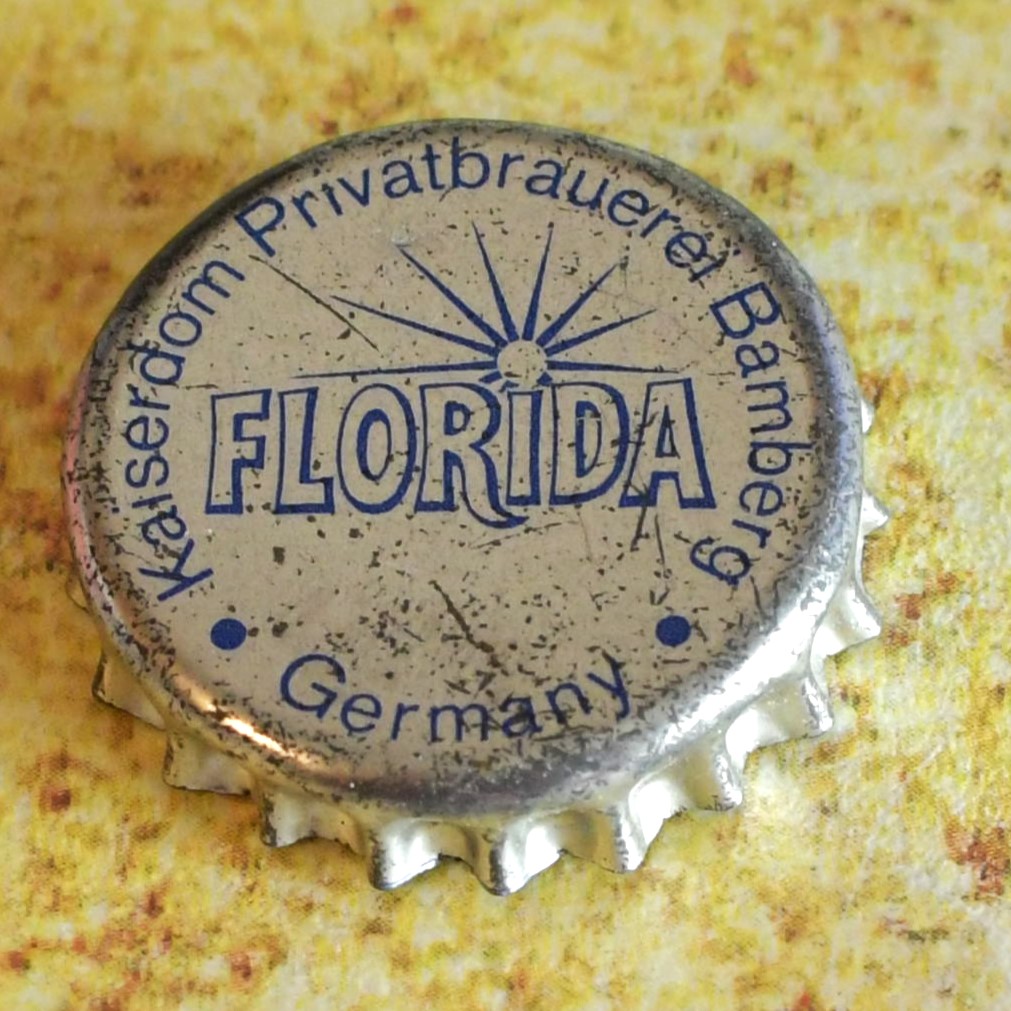 Kaiserdom Privatbrauerei Bamberg
FLORIDA
• Germany •